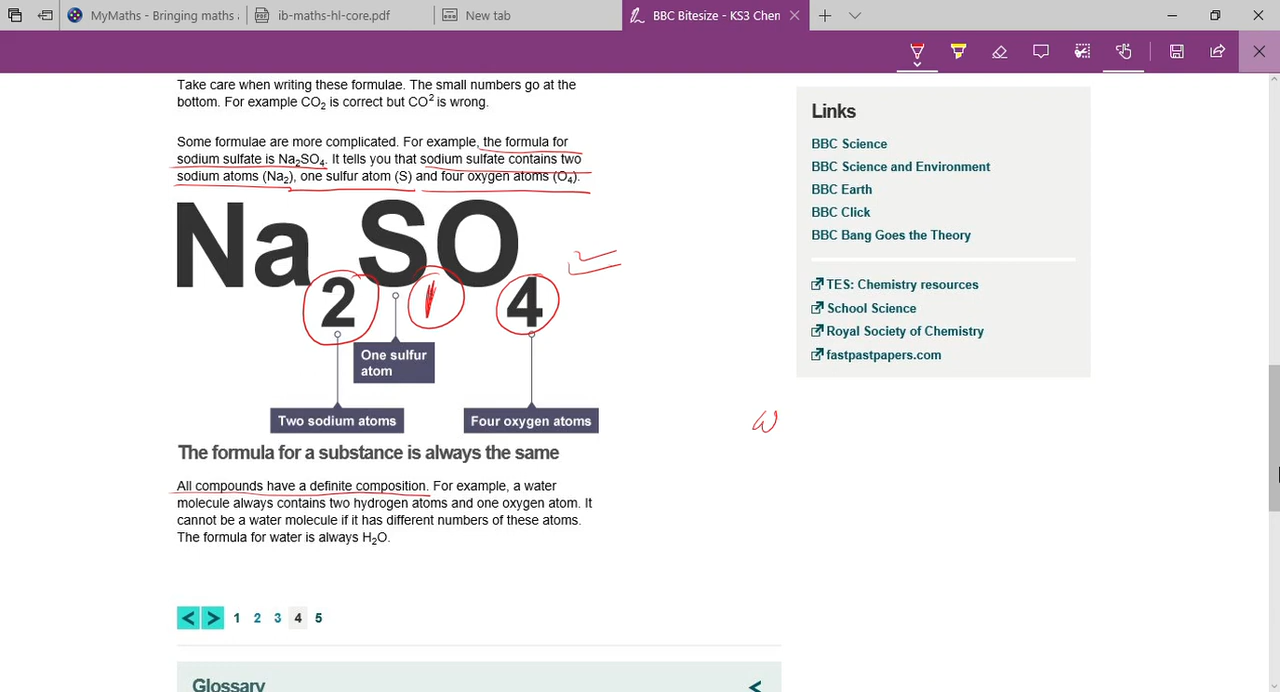 MyMaths - Bringing maths
ib-maths-hl-core.pdf
New tab
BBC Bitesize - KS3 Chen
Take care when writing these formulae. The small numbers go at the
bottom. For example CO₂ is correct but CO² is wrong.
Some formulae are more complicated. For example, the formula for
sodium sulfate is Na₂SO₄. It tells you that sodium sulfate contains two
sodium atoms (Na₂), one sulfur atom (S) and four oxygen atoms (O₄).
Na₂S1O₄
One sulfur
atom
Two sodium atoms
Four oxygen atoms
ω
The formula for a substance is always the same
All compounds have a definite composition. For example, a water
molecule always contains two hydrogen atoms and one oxygen atom. It
cannot be a water molecule if it has different numbers of these atoms.
The formula for water is always H₂O.
< > 1 2 3 4 5
Glossary
Links
BBC Science
BBC Science and Environment
BBC Earth
BBC Click
BBC Bang Goes the Theory
TES: Chemistry resources
School Science
Royal Society of Chemistry
fastpastpapers.com